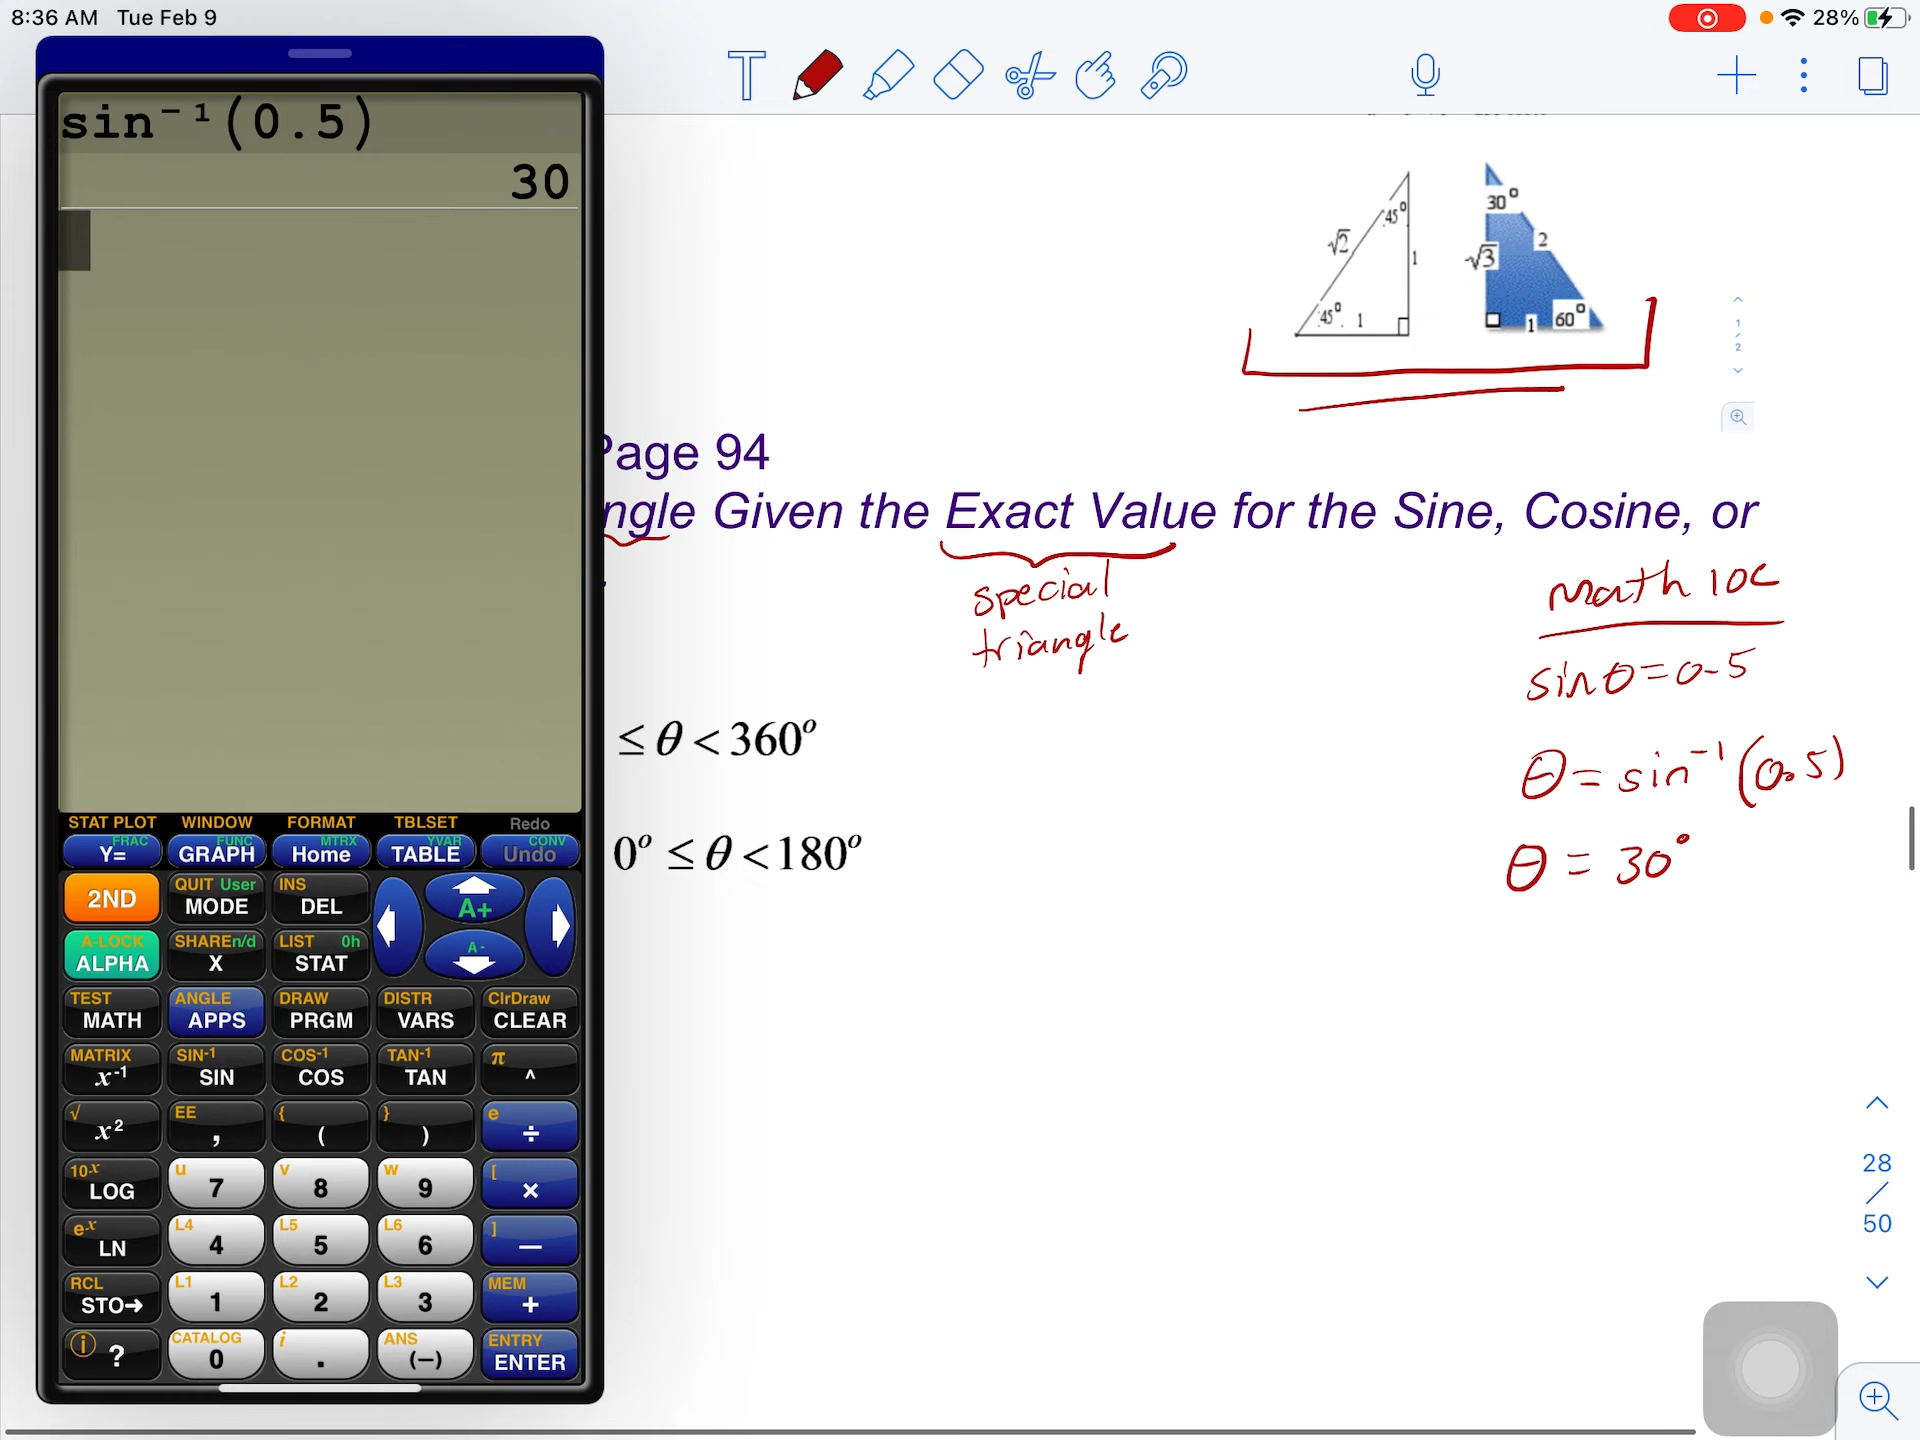 8:36 AM Tue Feb 9
28%
sin⁻¹(0.5)
30
STAT PLOT WINDOW FORMAT TBLSET Redo
FRAC FUNC MTRX YVAR CONV
Y= GRAPH Home TABLE Undo
QUIT User INS
2ND MODE DEL A+
A-LOCK SHARE n/d LIST 0h A-
ALPHA X STAT
TEST ANGLE DRAW DISTR ClrDraw
MATH APPS PRGM VARS CLEAR
MATRIX SIN⁻¹ COS⁻¹ TAN⁻¹ π
x⁻¹ SIN COS TAN ^
√ EE { } e
x² , ( ) ÷
10ˣ u v w [
LOG 7 8 9 ×
eˣ L4 L5 L6 ]
LN 4 5 6 −
RCL L1 L2 L3 MEM
STO→ 1 2 3 +
CATALOG i ANS ENTRY
? 0 . (−) ENTER
45° √2 1 45° 1
30° 2 √3 1 60°
1 / 2
Page 94
ngle Given the Exact Value for the Sine, Cosine, or
special
triangle
≤ θ < 360°
0° ≤ θ < 180°
Math 10C
sin θ = 0.5
θ = sin⁻¹(0.5)
θ = 30°
28
/
50